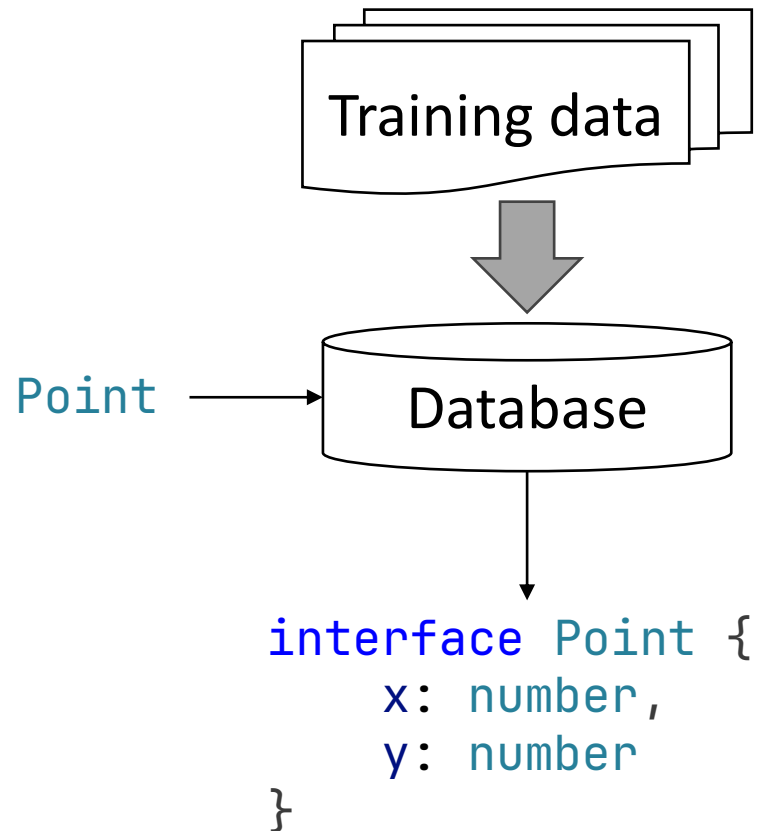 Training data
Point
Database
interface Point {
    x: number,
    y: number
}